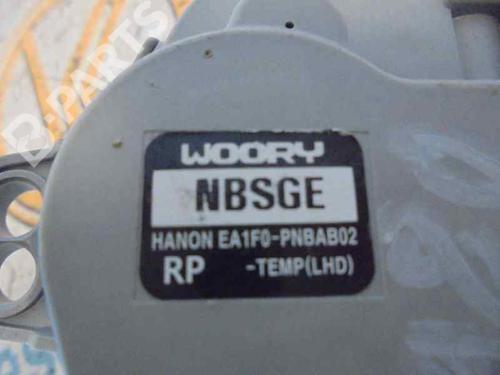 B-PARTS
WOORY
NBSGE
HANON EA1F0-PNBAB02
RP -TEMP(LHD)